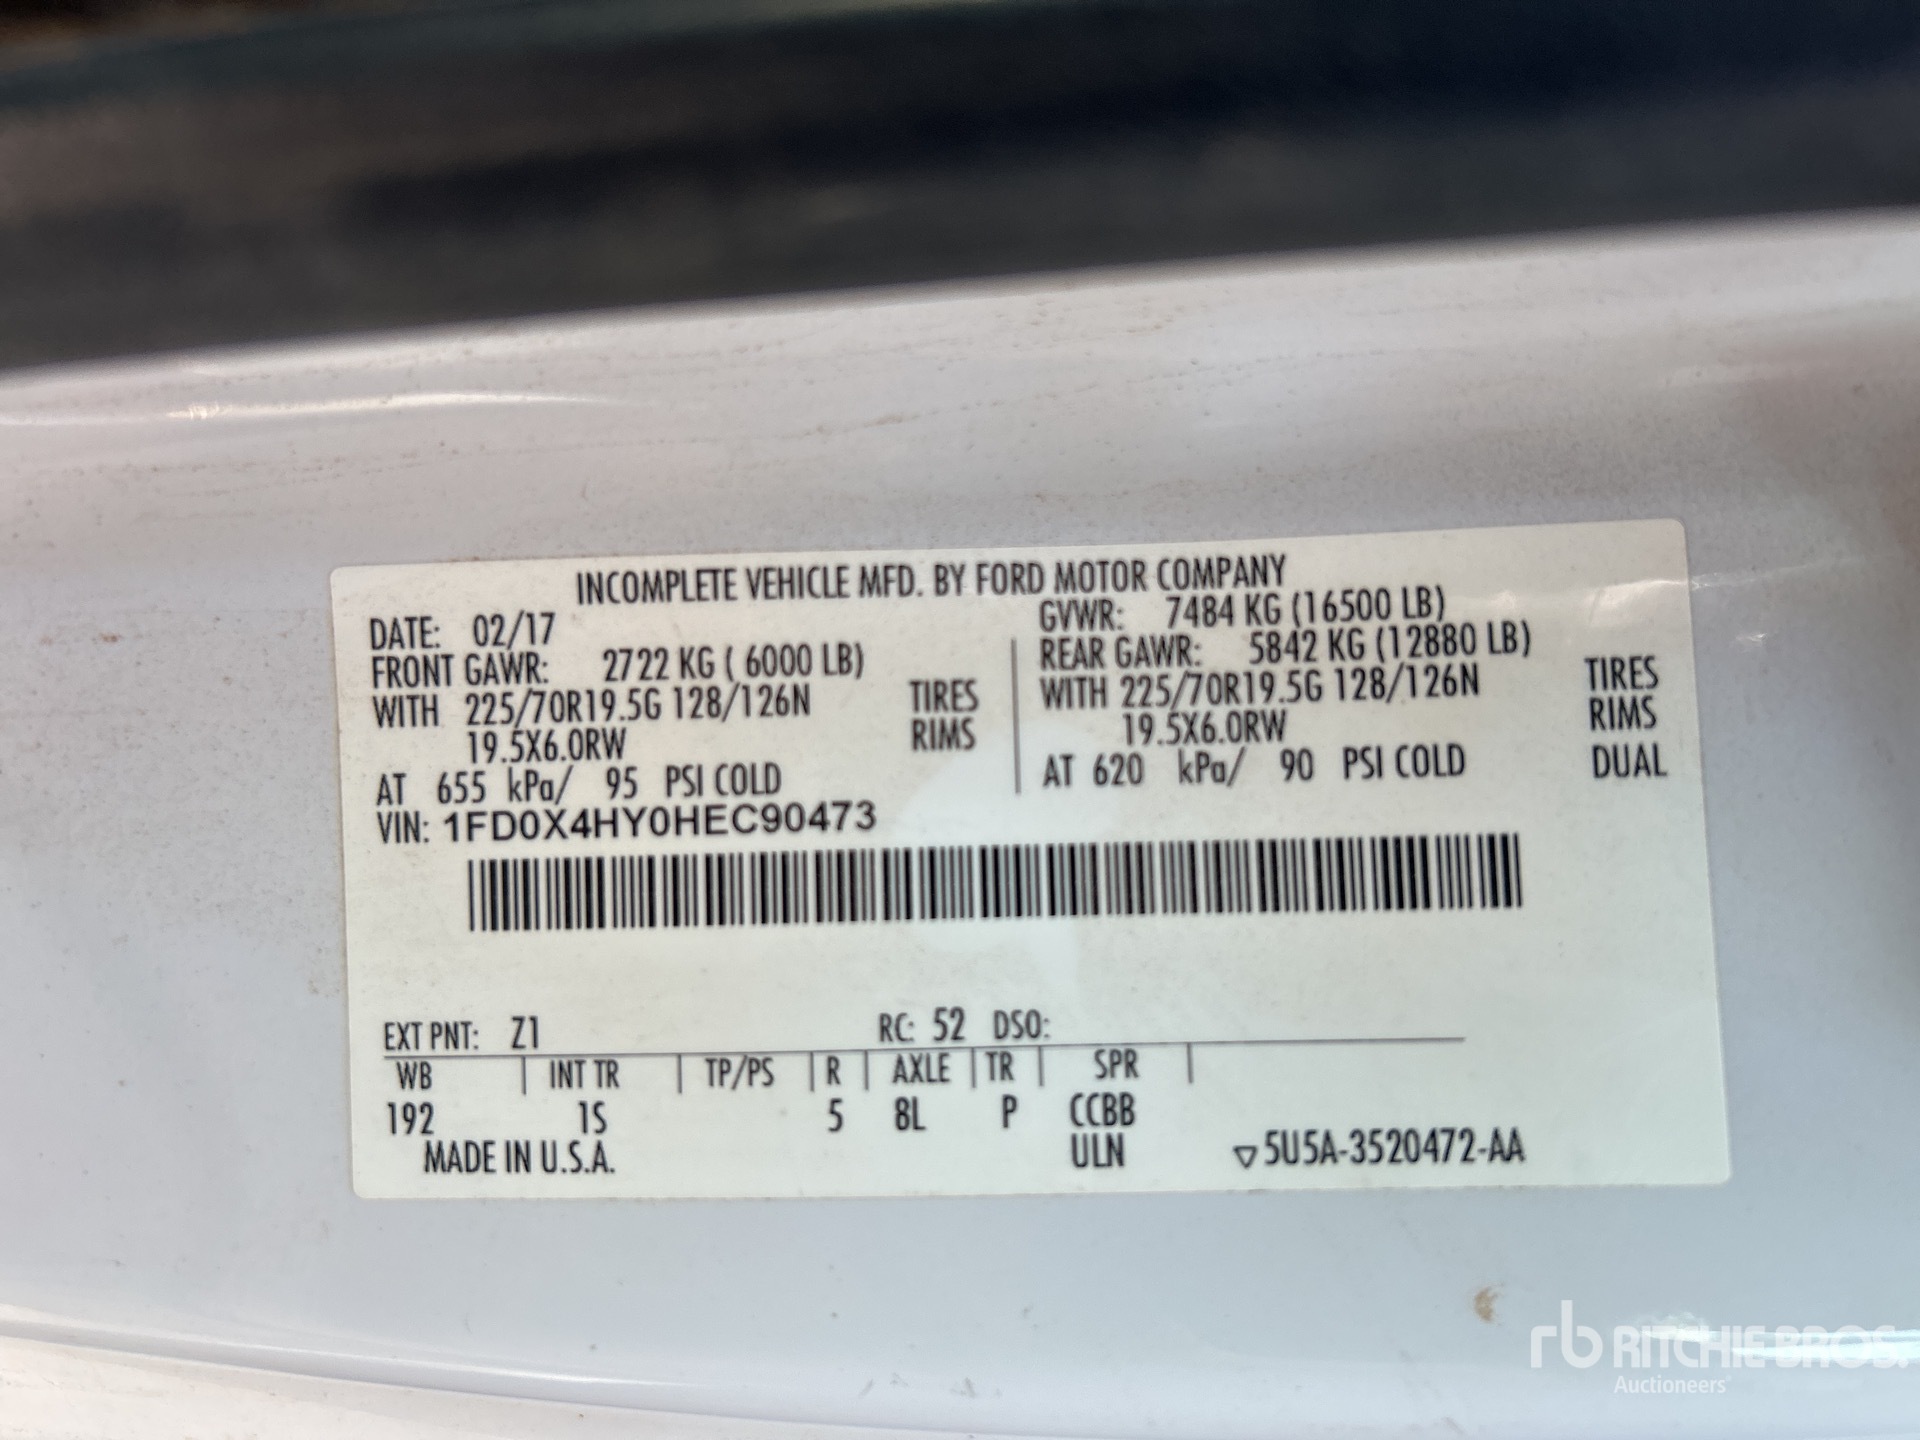 INCOMPLETE VEHICLE MFD. BY FORD MOTOR COMPANY
DATE: 02/17 GVWR: 7484 KG (16500 LB)
FRONT GAWR: 2722 KG ( 6000 LB) REAR GAWR: 5842 KG (12880 LB)
WITH 225/70R19.5G 128/126N TIRES WITH 225/70R19.5G 128/126N TIRES
19.5X6.0RW RIMS 19.5X6.0RW RIMS
AT 655 kPa/ 95 PSI COLD AT 620 kPa/ 90 PSI COLD DUAL
VIN: 1FD0X4HY0HEC90473
EXT PNT: Z1 RC: 52 DSO:
WB | INT TR | TP/PS | R | AXLE | TR | SPR |
192 1S 5 8L P CCBB
MADE IN U.S.A. ULN ▽5U5A-3520472-AA
rb RITCHIE BROS.
Auctioneers